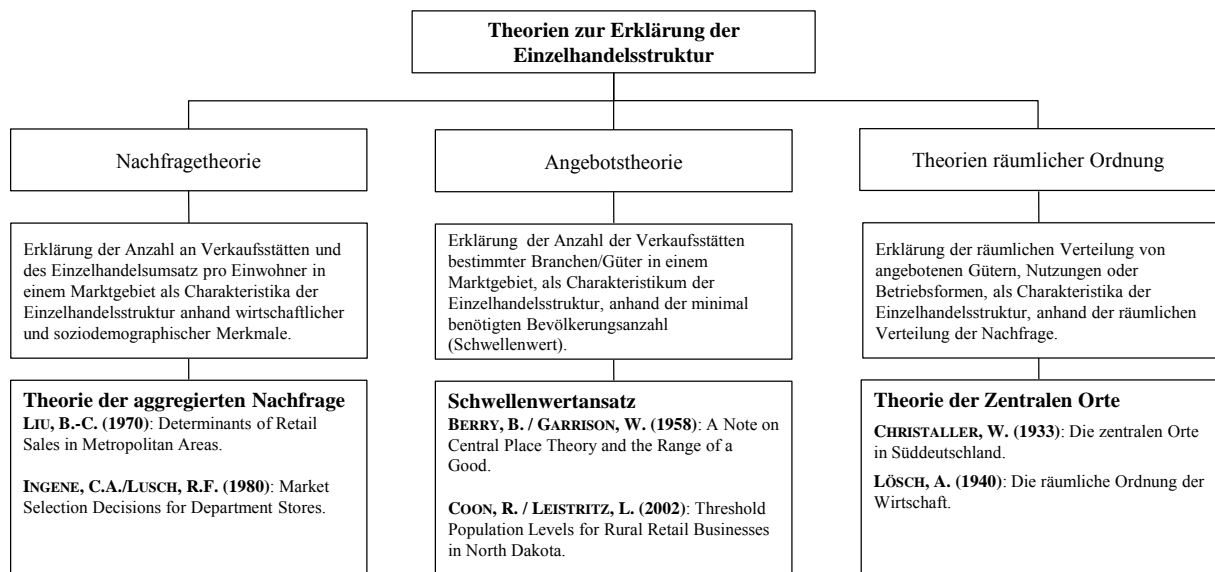 Theorien zur Erklärung der
Einzelhandelsstruktur
Nachfragetheorie
Angebotstheorie
Theorien räumlicher Ordnung
Erklärung der Anzahl an Verkaufsstätten und
des Einzelhandelsumsatz pro Einwohner in
einem Marktgebiet als Charakteristika der
Einzelhandelsstruktur anhand wirtschaftlicher
und soziodemographischer Merkmale.
Erklärung der Anzahl der Verkaufsstätten
bestimmter Branchen/Güter in einem
Marktgebiet, als Charakteristikum der
Einzelhandelsstruktur, anhand der minimal
benötigten Bevölkerungsanzahl
(Schwellenwert).
Erklärung der räumlichen Verteilung von
angebotenen Gütern, Nutzungen oder
Betriebsformen, als Charakteristika der
Einzelhandelsstruktur, anhand der räumlichen
Verteilung der Nachfrage.
Theorie der aggregierten Nachfrage
LIU, B.-C. (1970): Determinants of Retail
Sales in Metropolitan Areas.
INGENE, C.A./LUSCH, R.F. (1980): Market
Selection Decisions for Department Stores.
Schwellenwertansatz
BERRY, B. / GARRISON, W. (1958): A Note on
Central Place Theory and the Range of a
Good.
COON, R. / LEISTRITZ, L. (2002): Threshold
Population Levels for Rural Retail Businesses
in North Dakota.
Theorie der Zentralen Orte
CHRISTALLER, W. (1933): Die zentralen Orte
in Süddeutschland.
LÖSCH, A. (1940): Die räumliche Ordnung der
Wirtschaft.